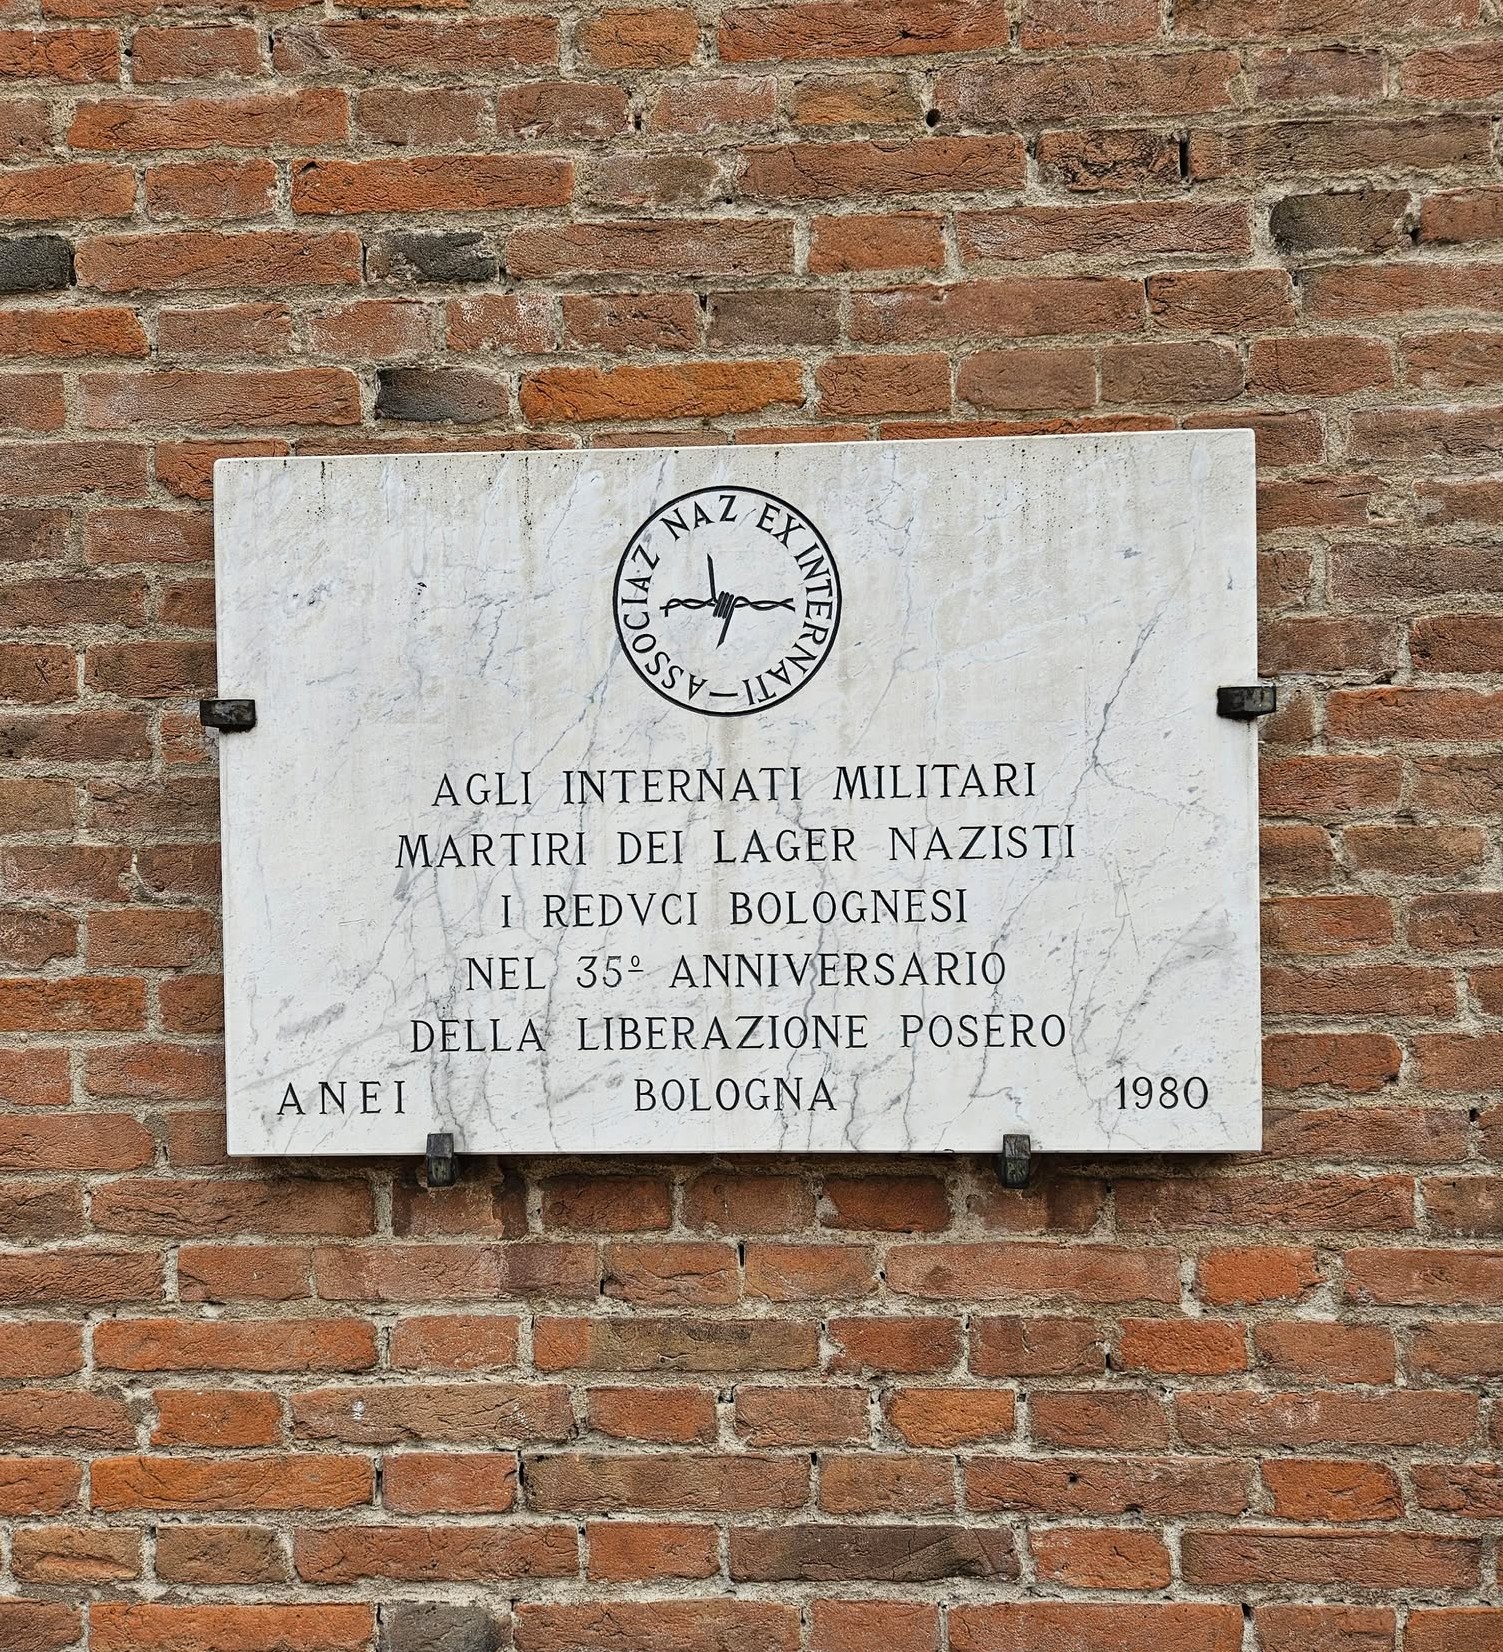 ASSOCIAZ NAZ EX INTERNATI—
AGLI INTERNATI MILITARI
MARTIRI DEI LAGER NAZISTI
I REDVCI BOLOGNESI
NEL 35º ANNIVERSARIO
DELLA LIBERAZIONE POSERO
ANEI BOLOGNA 1980